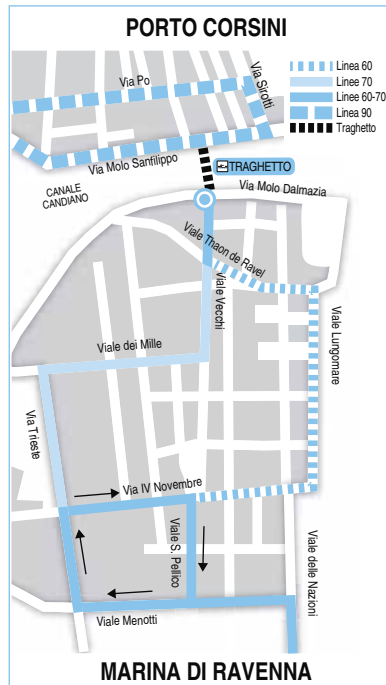 PORTO CORSINI
Linea 60
Linee 70
Linee 60-70
Linea 90
Traghetto
Via Po
Via Sirotti
Via Molo Sanfilippo
TRAGHETTO
CANALE
CANDIANO
Via Molo Dalmazia
Viale Thaon de Ravel
Viale Vecchi
Viale Lungomare
Viale dei Mille
Via Trieste
Via IV Novembre
Viale S. Pellico
Viale delle Nazioni
Viale Menotti
MARINA DI RAVENNA